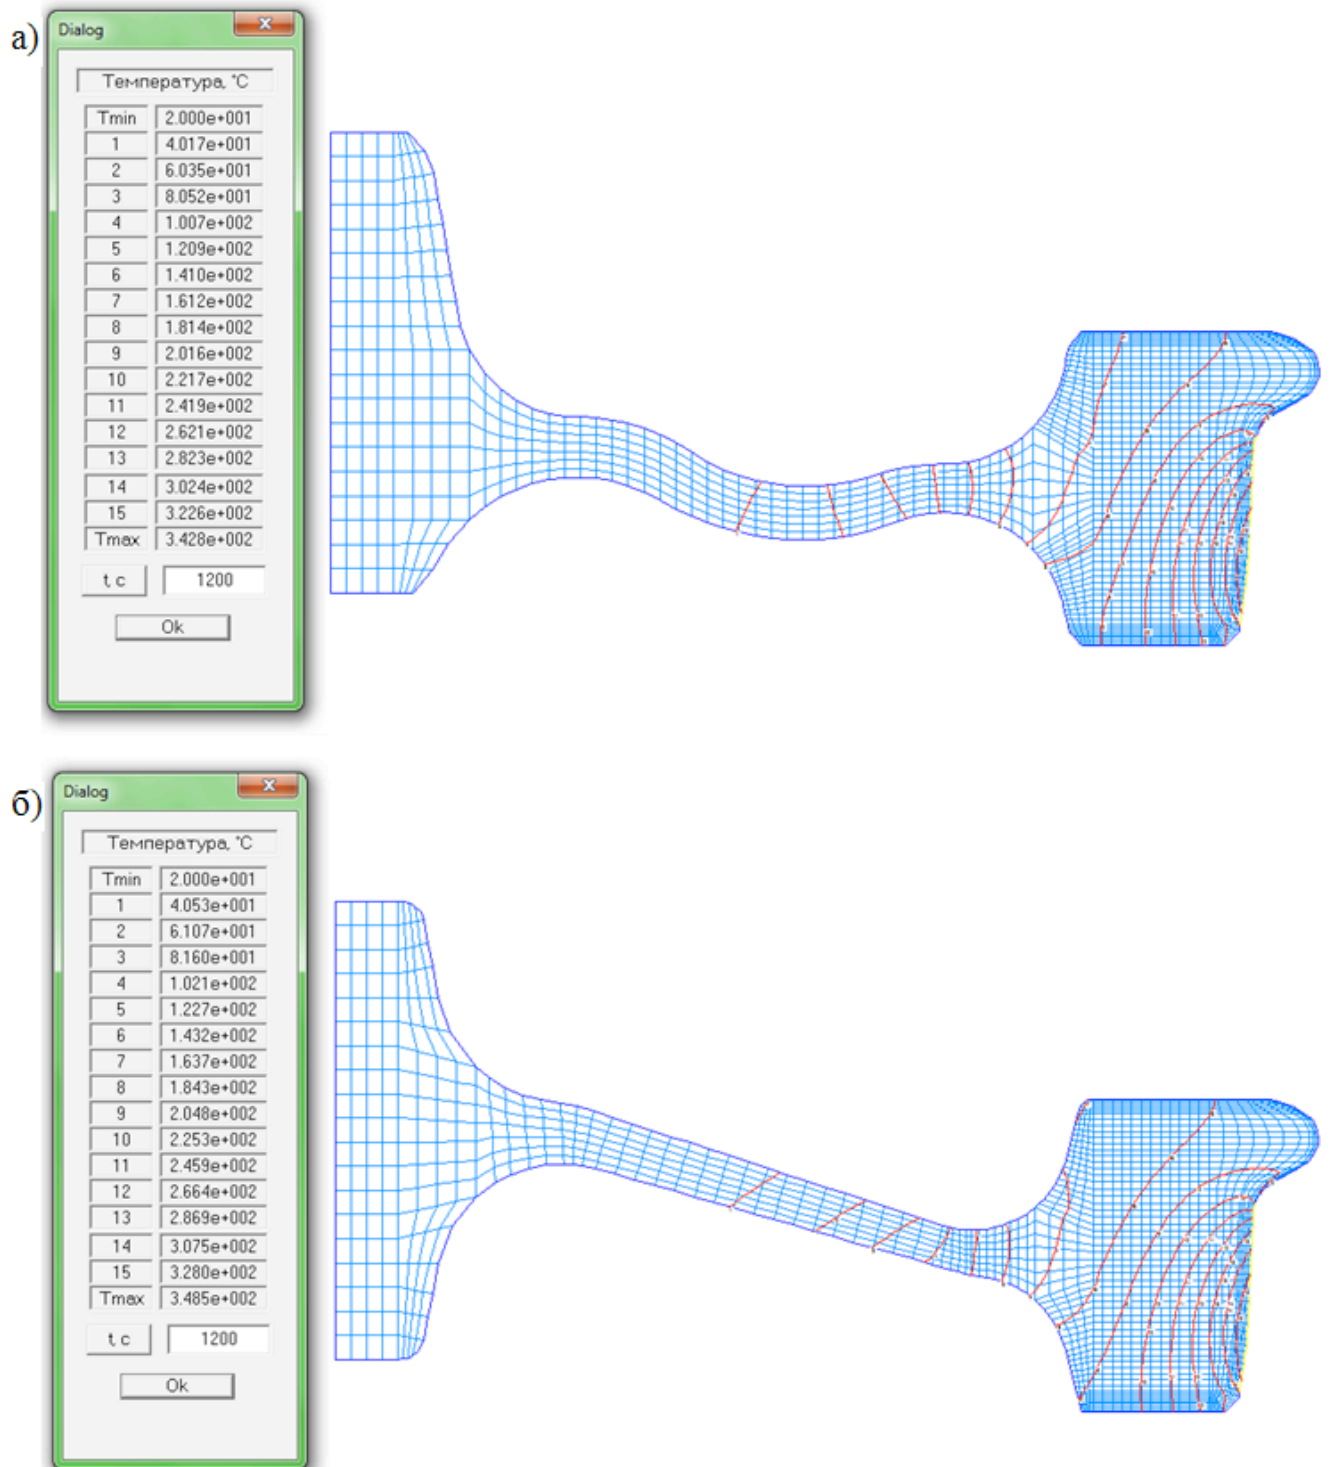 а)
Dialog
Температура, °C
Tmin 2.000e+001
1 4.017e+001
2 6.035e+001
3 8.052e+001
4 1.007e+002
5 1.209e+002
6 1.410e+002
7 1.612e+002
8 1.814e+002
9 2.016e+002
10 2.217e+002
11 2.419e+002
12 2.621e+002
13 2.823e+002
14 3.024e+002
15 3.226e+002
Tmax 3.428e+002
t c 1200
Ok
б)
Dialog
Температура, °C
Tmin 2.000e+001
1 4.053e+001
2 6.107e+001
3 8.160e+001
4 1.021e+002
5 1.227e+002
6 1.432e+002
7 1.637e+002
8 1.843e+002
9 2.048e+002
10 2.253e+002
11 2.459e+002
12 2.664e+002
13 2.869e+002
14 3.075e+002
15 3.280e+002
Tmax 3.485e+002
t, c 1200
Ok